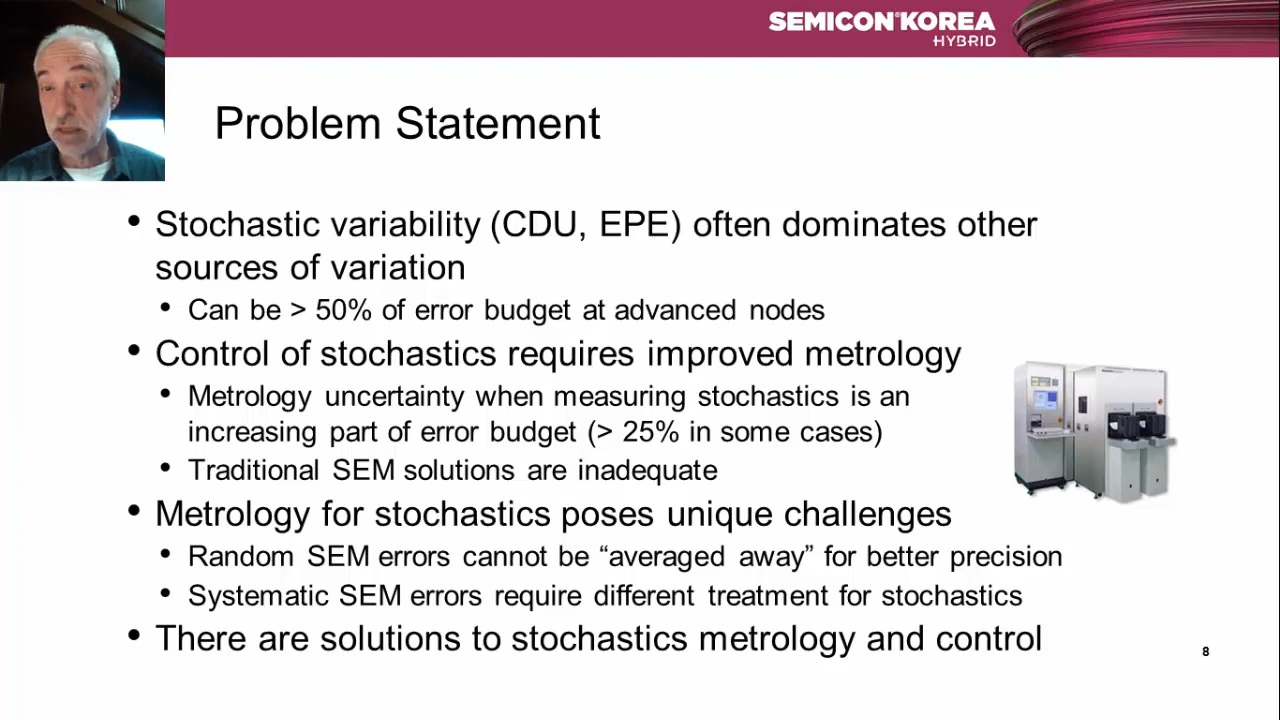 SEMICON KOREA
HYBRID
Problem Statement
• Stochastic variability (CDU, EPE) often dominates other
sources of variation
• Can be > 50% of error budget at advanced nodes
• Control of stochastics requires improved metrology
• Metrology uncertainty when measuring stochastics is an
increasing part of error budget (> 25% in some cases)
• Traditional SEM solutions are inadequate
• Metrology for stochastics poses unique challenges
• Random SEM errors cannot be “averaged away” for better precision
• Systematic SEM errors require different treatment for stochastics
• There are solutions to stochastics metrology and control
8